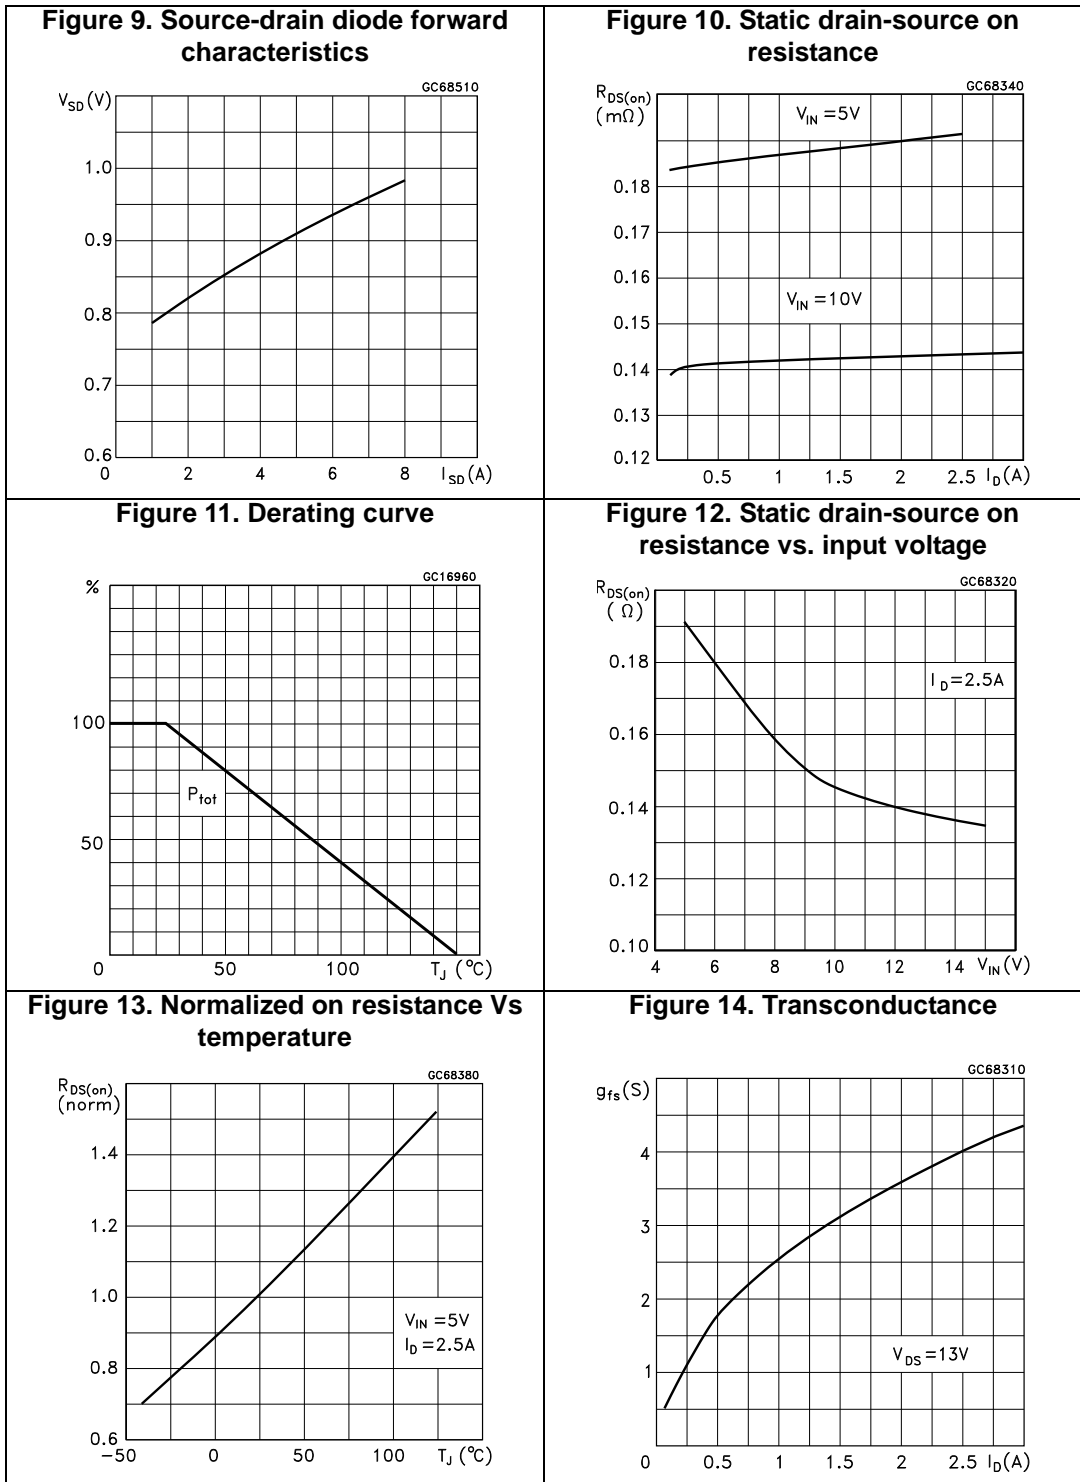 Figure 9. Source-drain diode forward
characteristics
GC68510
V_SD (V)
1.0
0.9
0.8
0.7
0.6
0 2 4 6 8 I_SD (A)
Figure 10. Static drain-source on
resistance
GC68340
R_DS(on)
(mΩ)
V_IN =5V
0.18
0.17
0.16
V_IN =10V
0.15
0.14
0.13
0.12
0.5 1 1.5 2 2.5 I_D(A)
Figure 11. Derating curve
GC16960
%
100
P_tot
50
0 50 100 T_J (°C)
Figure 12. Static drain-source on
resistance vs. input voltage
GC68320
R_DS(on)
( Ω)
0.18
I_D=2.5A
0.16
0.14
0.12
0.10
4 6 8 10 12 14 V_IN(V)
Figure 13. Normalized on resistance Vs
temperature
GC68380
R_DS(on)
(norm)
1.4
1.2
1.0
V_IN =5V
I_D =2.5A
0.8
0.6
-50 0 50 100 T_J (°C)
Figure 14. Transconductance
GC68310
g_fs(S)
4
3
2
V_DS =13V
1
0 0.5 1 1.5 2 2.5 I_D(A)